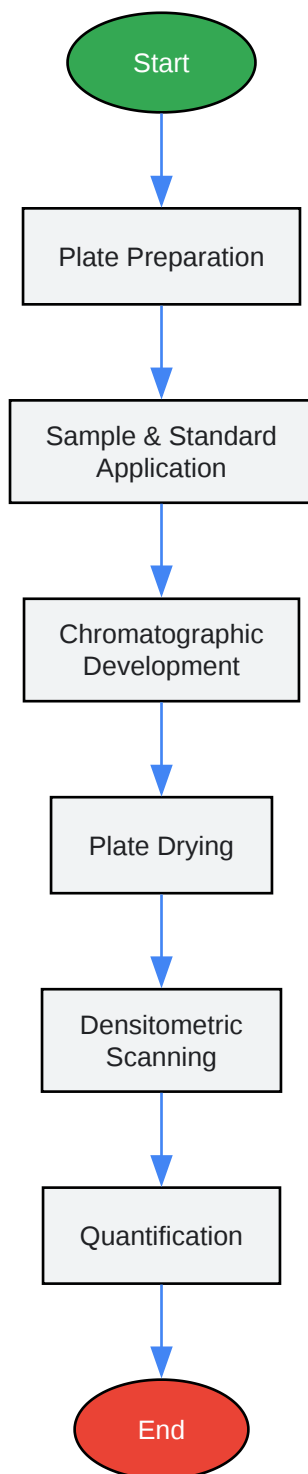 Start
Plate Preparation
Sample & Standard
Application
Chromatographic
Development
Plate Drying
Densitometric
Scanning
Quantification
End